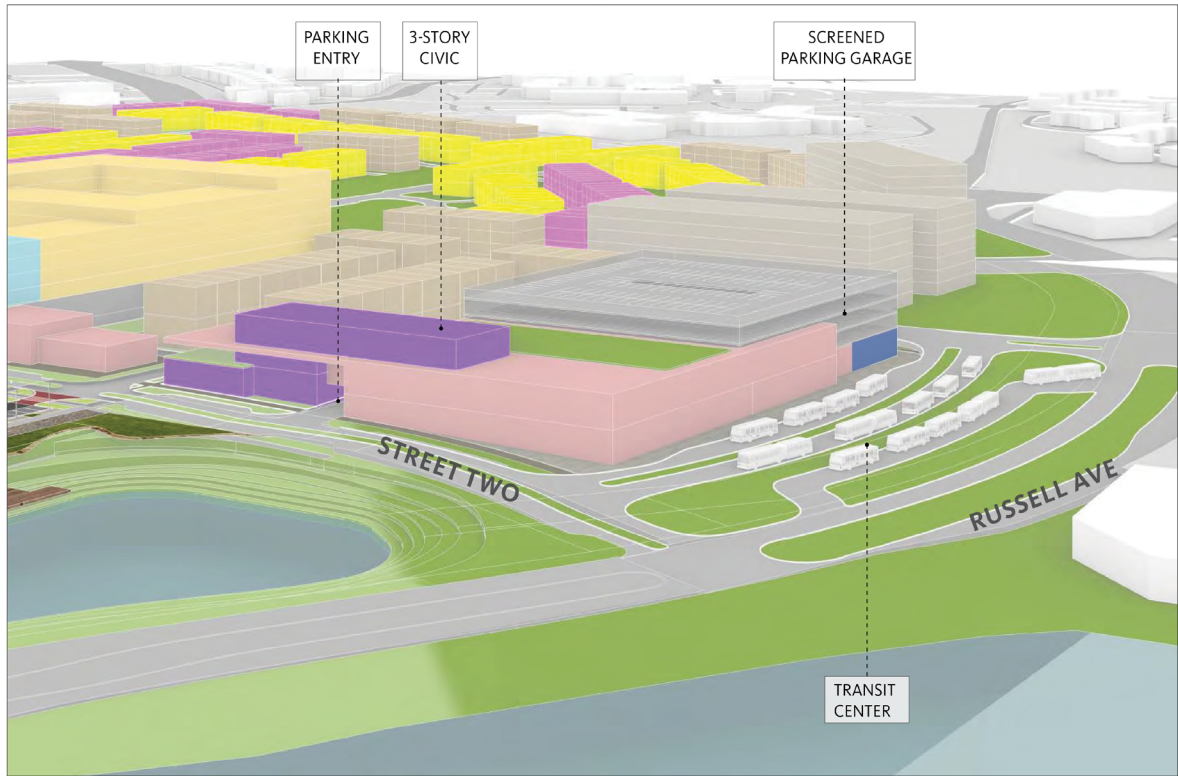 PARKING
ENTRY
3-STORY
CIVIC
SCREENED
PARKING GARAGE
STREET TWO
RUSSELL AVE
TRANSIT
CENTER